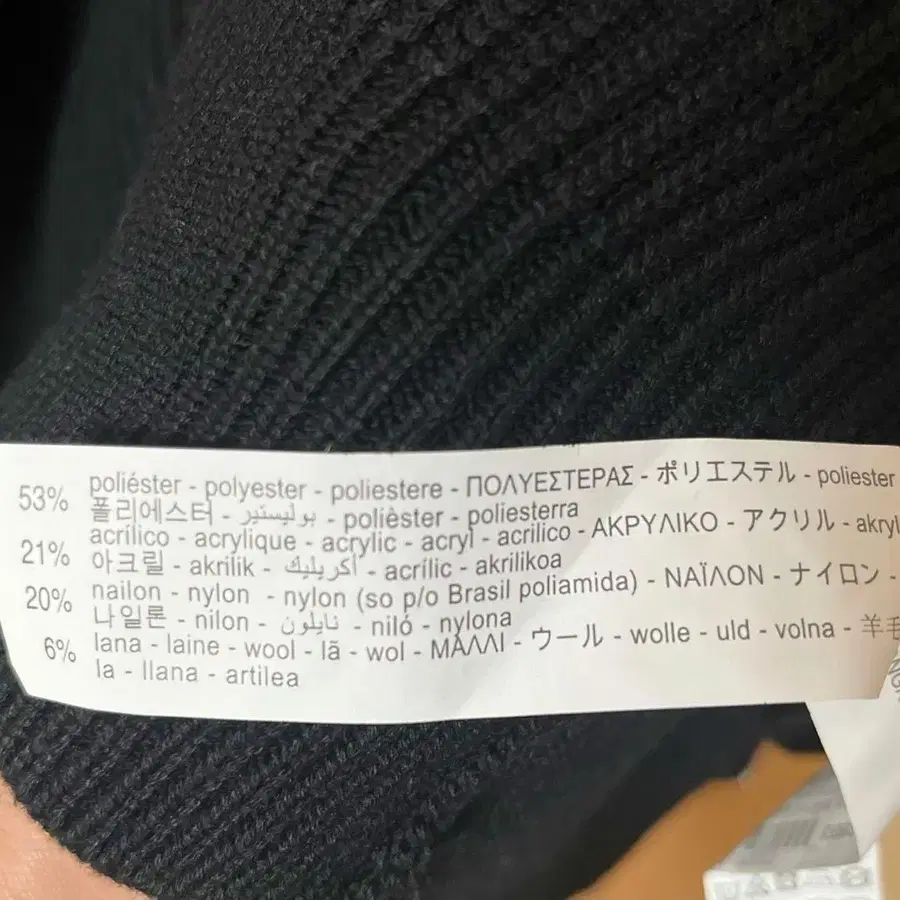 53% poliéster - polyester - poliestere - ΠΟΛΥΕΣΤΕΡΑΣ - ポリエステル - poliester
폴리에스터 - بوليستير - polièster - poliesterra
21% acrílico - acrylique - acrylic - acryl - acrilico - ΑΚΡΥΛΙΚΟ - アクリル - akryl
아크릴 - akrilik - أكريليك - acrílic - akrilikoa
20% nailon - nylon - nylon (so p/o Brasil poliamida) - ΝΑΪΛΟΝ - ナイロン -
나일론 - nilon - نايلون - niló - nylona
6% lana - laine - wool - lã - wol - ΜΑΛΛΙ - ウール - wolle - uld - volna - 羊毛
la - llana - artilea